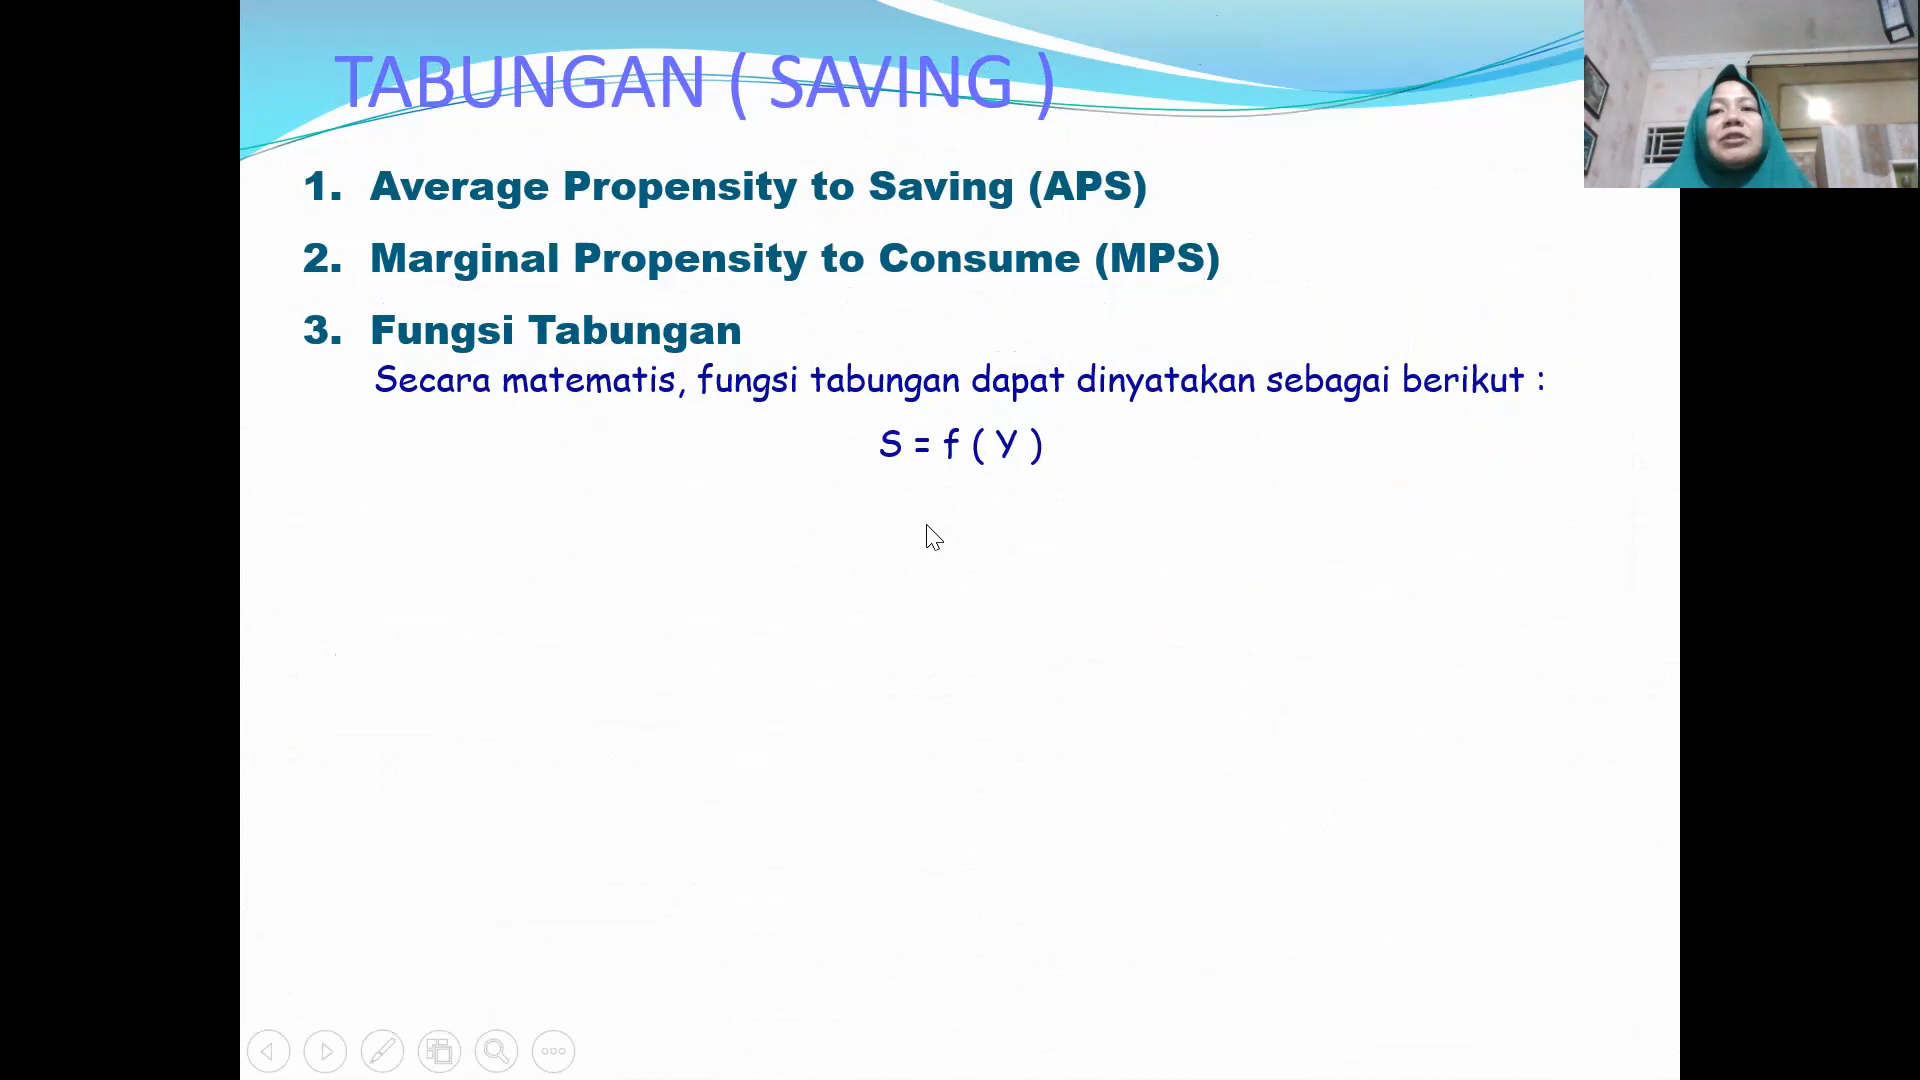 TABUNGAN ( SAVING )
1. Average Propensity to Saving (APS)
2. Marginal Propensity to Consume (MPS)
3. Fungsi Tabungan
Secara matematis, fungsi tabungan dapat dinyatakan sebagai berikut :
S = f ( Y )